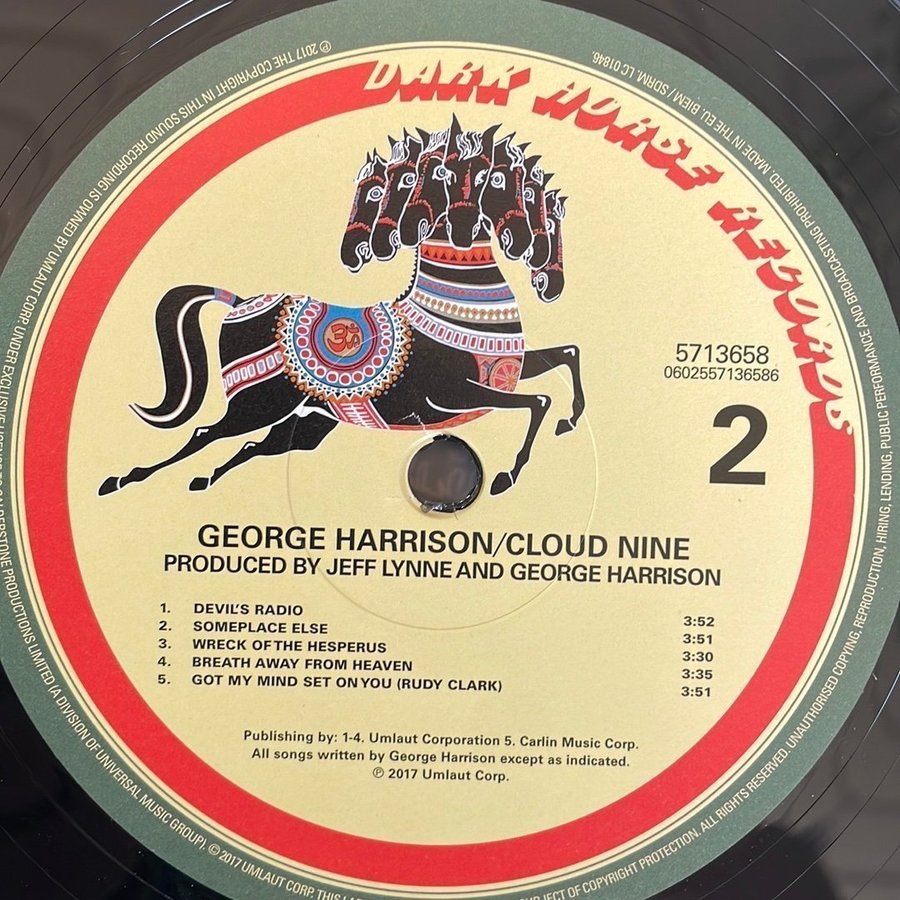 DARK HORSE RECORDS
5713658
0602557136586
2
GEORGE HARRISON/CLOUD NINE
PRODUCED BY JEFF LYNNE AND GEORGE HARRISON
1. DEVIL'S RADIO 3:52
2. SOMEPLACE ELSE 3:51
3. WRECK OF THE HESPERUS 3:30
4. BREATH AWAY FROM HEAVEN 3:35
5. GOT MY MIND SET ON YOU (RUDY CLARK) 3:51
Publishing by: 1-4. Umlaut Corporation 5. Carlin Music Corp.
All songs written by George Harrison except as indicated.
℗ 2017 Umlaut Corp.
℗ 2017 THE COPYRIGHT IN THIS SOUND RECORDING IS OWNED BY UMLAUT CORP. UNDER EXCLUSIVE PRODUCTIONS LIMITED (A DIVISION OF UNIVERSAL MUSIC GROUP). © 2017 UMLAUT CORP. THIS
OF COPYRIGHT PROTECTION. ALL RIGHTS RESERVED. UNAUTHORISED COPYING, REPRODUCTION, HIRING, LENDING, PUBLIC PERFORMANCE AND BROADCASTING PROHIBITED. MADE IN THE EU. BIEM / SDRM. LC 01846.
ॐ